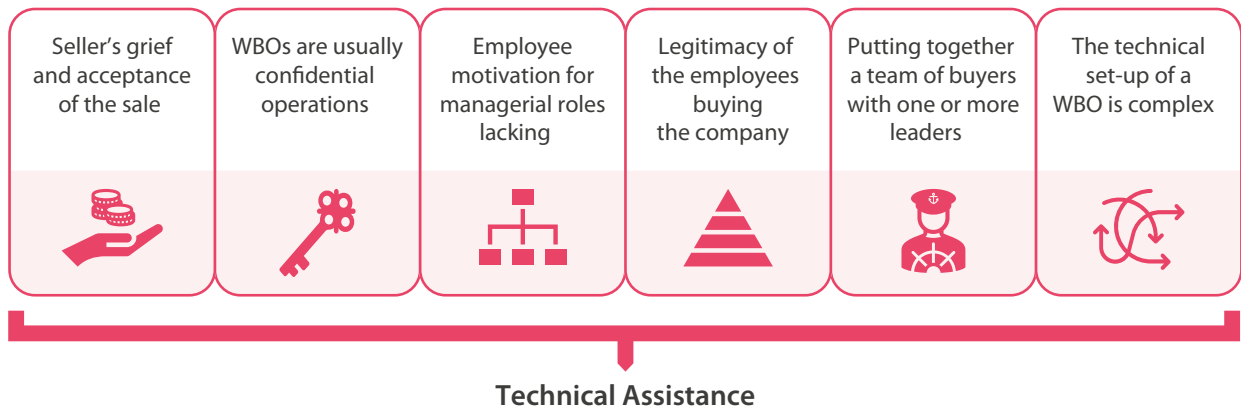 Seller’s grief
and acceptance
of the sale
WBOs are usually
confidential
operations
Employee
motivation for
managerial roles
lacking
Legitimacy of
the employees
buying
the company
Putting together
a team of buyers
with one or more
leaders
The technical
set-up of a
WBO is complex
Technical Assistance